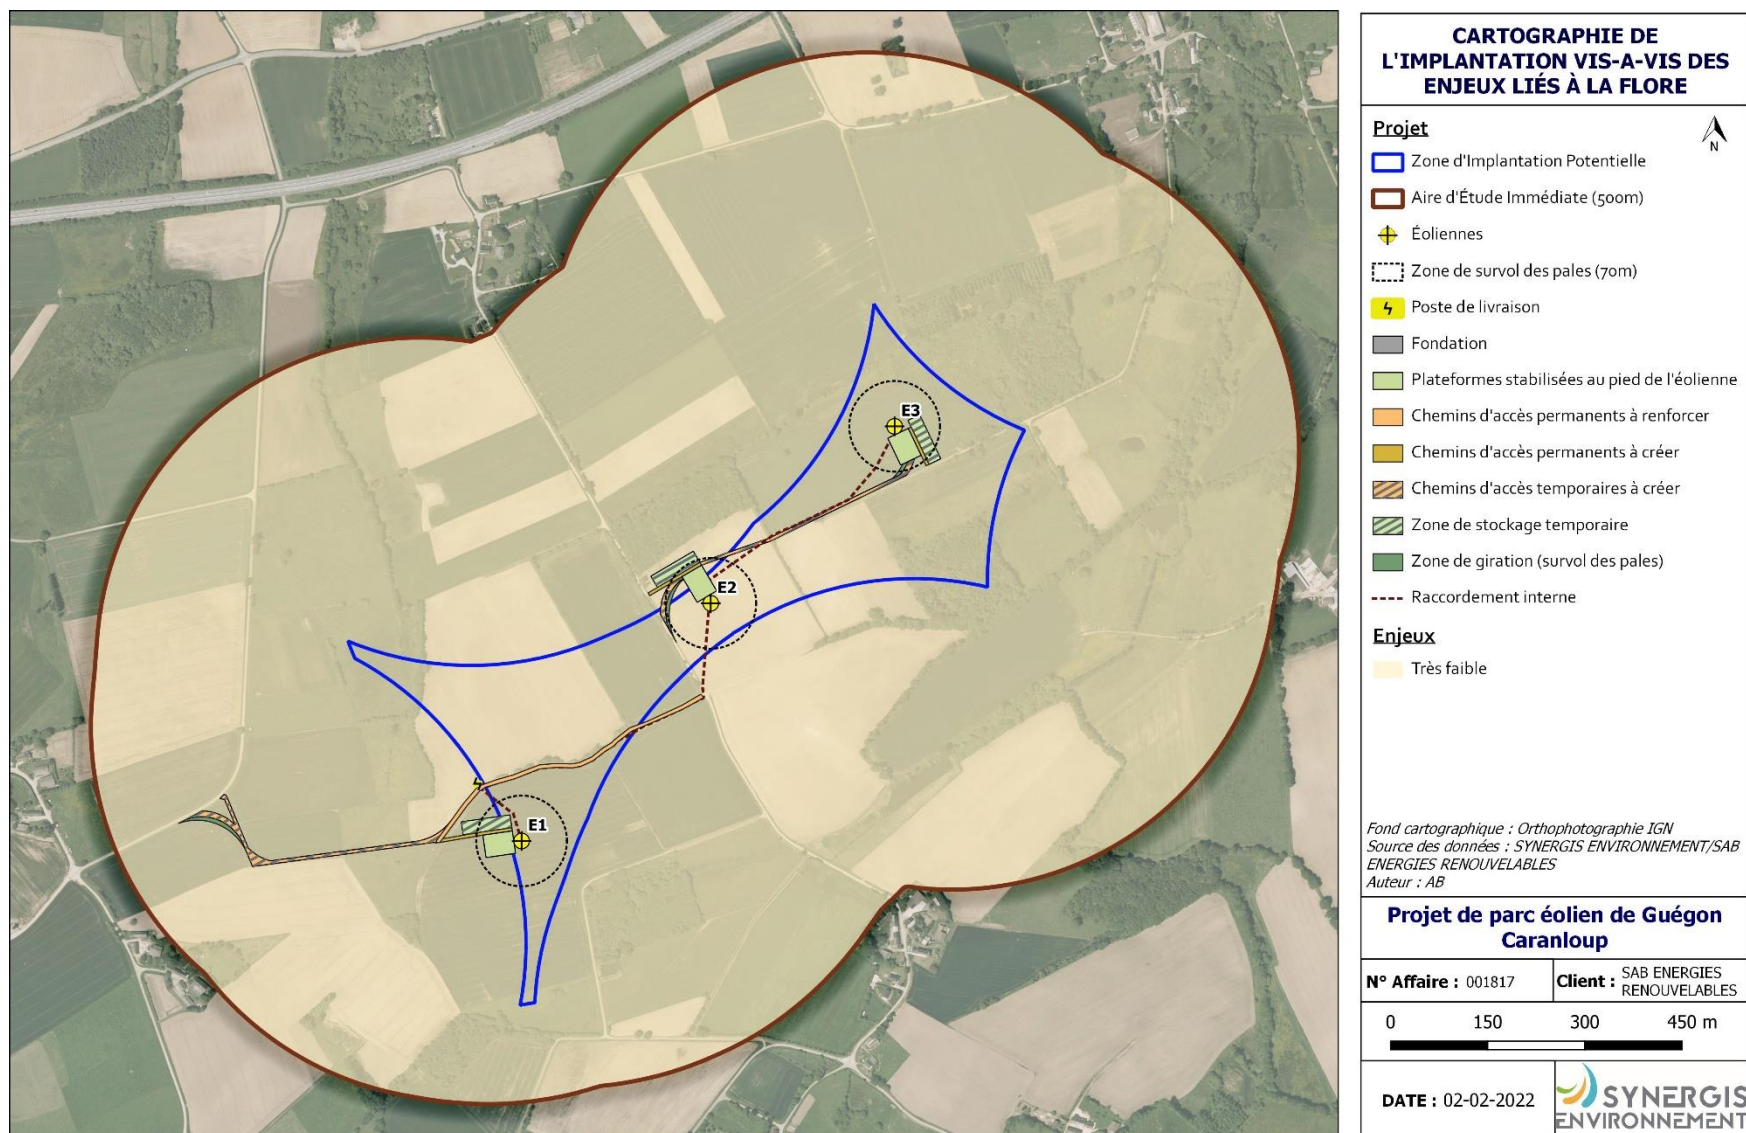 CARTOGRAPHIE DE
L'IMPLANTATION VIS-A-VIS DES
ENJEUX LIÉS À LA FLORE
Projet
N
Zone d'Implantation Potentielle
Aire d'Étude Immédiate (500m)
Éoliennes
Zone de survol des pales (70m)
Poste de livraison
Fondation
Plateformes stabilisées au pied de l'éolienne
Chemins d'accès permanents à renforcer
Chemins d'accès permanents à créer
Chemins d'accès temporaires à créer
Zone de stockage temporaire
Zone de giration (survol des pales)
Raccordement interne
Enjeux
Très faible
Fond cartographique : Orthophotographie IGN
Source des données : SYNERGIS ENVIRONNEMENT/SAB
ENERGIES RENOUVELABLES
Auteur : AB
Projet de parc éolien de Guégon
Caranloup
N° Affaire : 001817
Client : SAB ENERGIES
RENOUVELABLES
0 150 300 450 m
DATE : 02-02-2022
SYNERGIS
ENVIRONNEMENT
E3
E2
E1